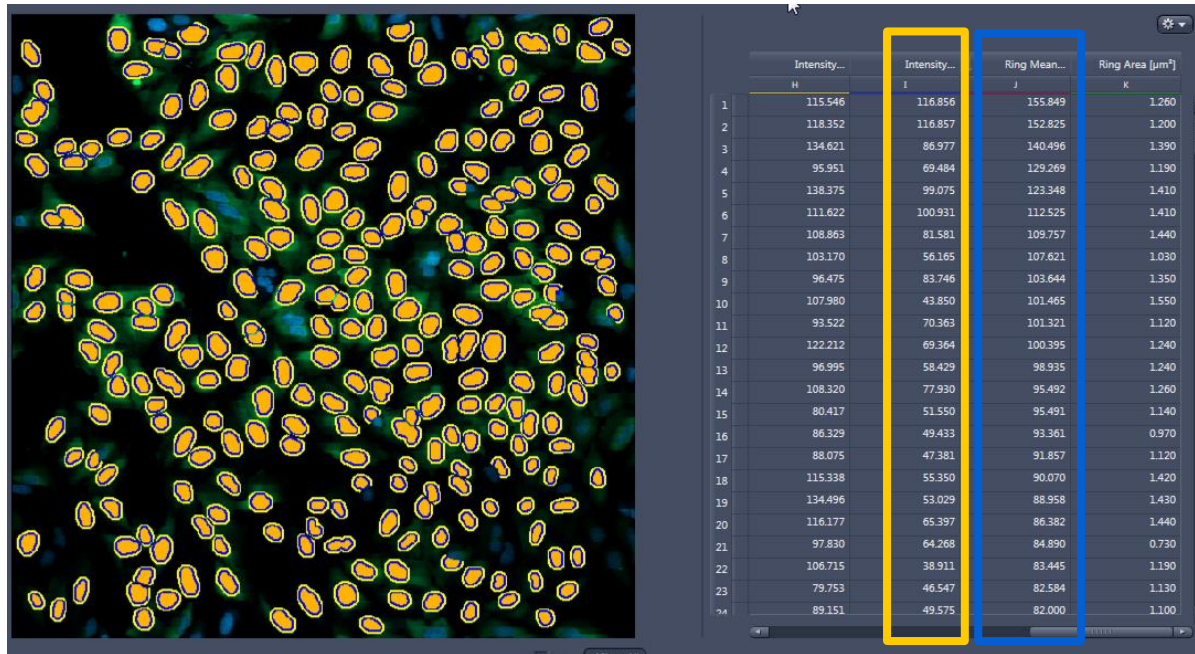 Intensity... Intensity... Ring Mean... Ring Area [µm²]
H I J K
1 115.546 116.856 155.849 1.260
2 118.352 116.857 152.825 1.200
3 134.621 86.977 140.496 1.390
4 95.951 69.484 129.269 1.190
5 138.375 99.075 123.348 1.410
6 111.622 100.931 112.525 1.410
7 108.863 81.581 109.757 1.440
8 103.170 56.165 107.621 1.030
9 96.475 83.746 103.644 1.350
10 107.980 43.850 101.465 1.550
11 93.522 70.363 101.321 1.120
12 122.212 69.364 100.395 1.240
13 96.995 58.429 98.935 1.240
14 108.320 77.930 95.492 1.260
15 80.417 51.550 95.491 1.140
16 86.329 49.433 93.361 0.970
17 88.075 47.381 91.857 1.120
18 115.338 55.350 90.070 1.420
19 134.496 53.029 88.958 1.430
20 116.177 65.397 86.382 1.440
21 97.830 64.268 84.890 0.730
22 106.715 38.911 83.445 1.190
23 79.753 46.547 82.584 1.130
24 89.151 49.575 82.000 1.100